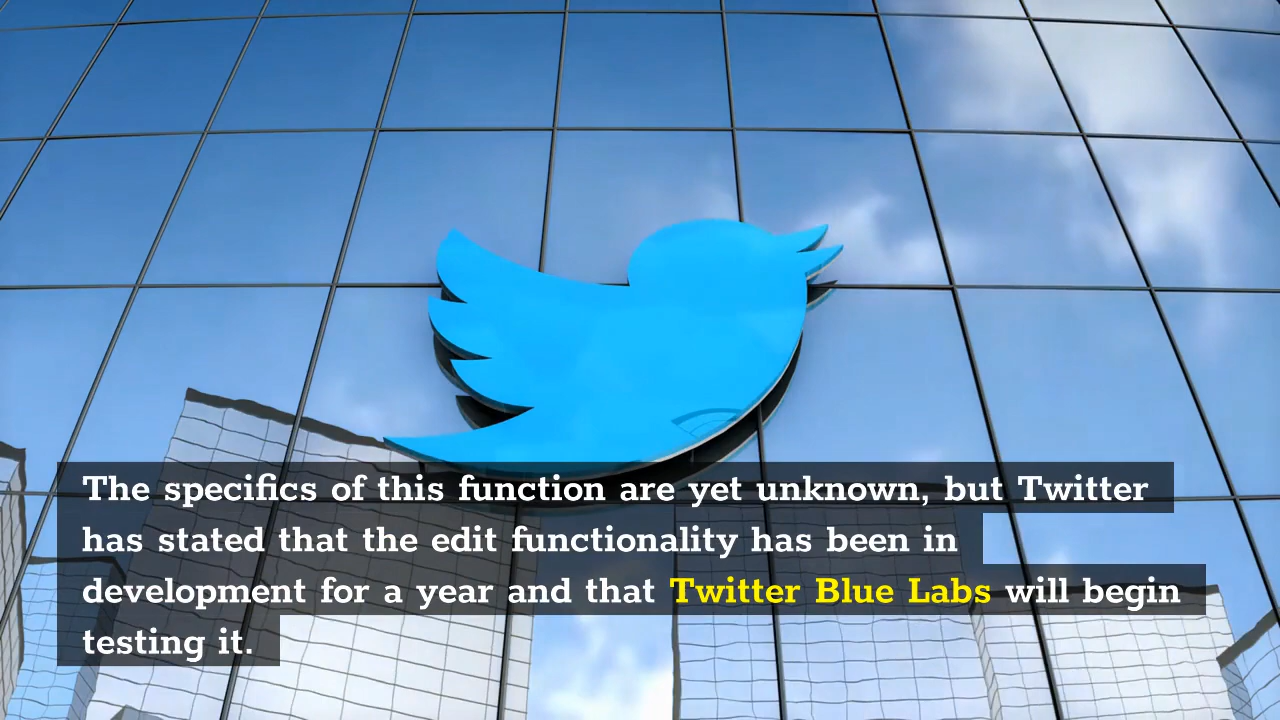 The specifics of this function are yet unknown, but Twitter
has stated that the edit functionality has been in
development for a year and that Twitter Blue Labs will begin
testing it.